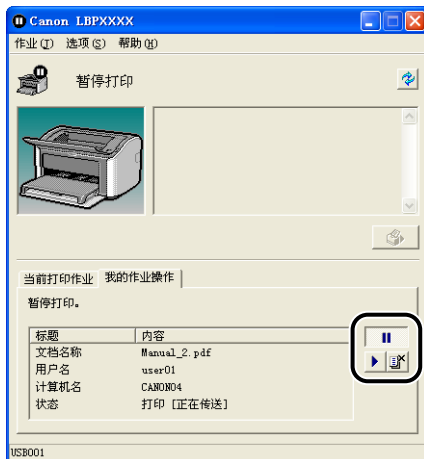 Canon LBPXXXX
作业(J) 选项(S) 帮助(H)
暂停打印
当前打印作业 我的作业操作
暂停打印。
标题 内容
文档名称 Manual_2.pdf
用户名 user01
计算机名 CANON04
状态 打印 [正在传送]
USB001